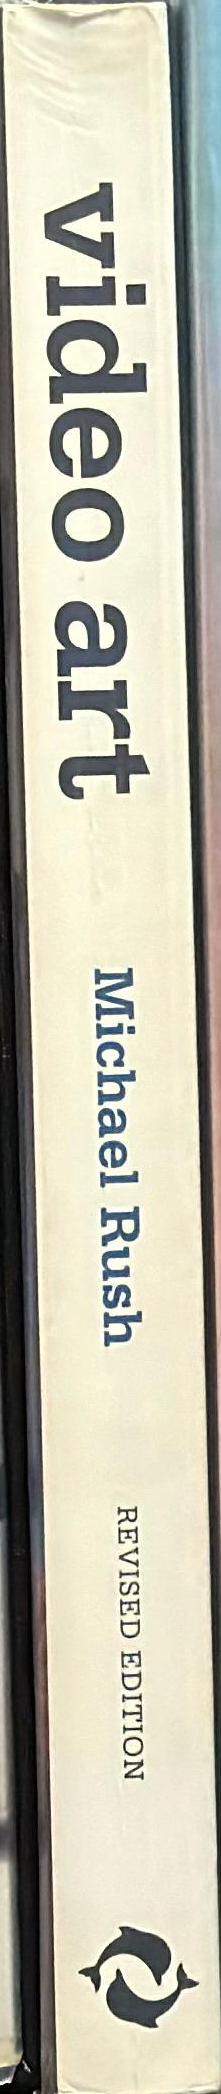 video art
Michael Rush
REVISED EDITION